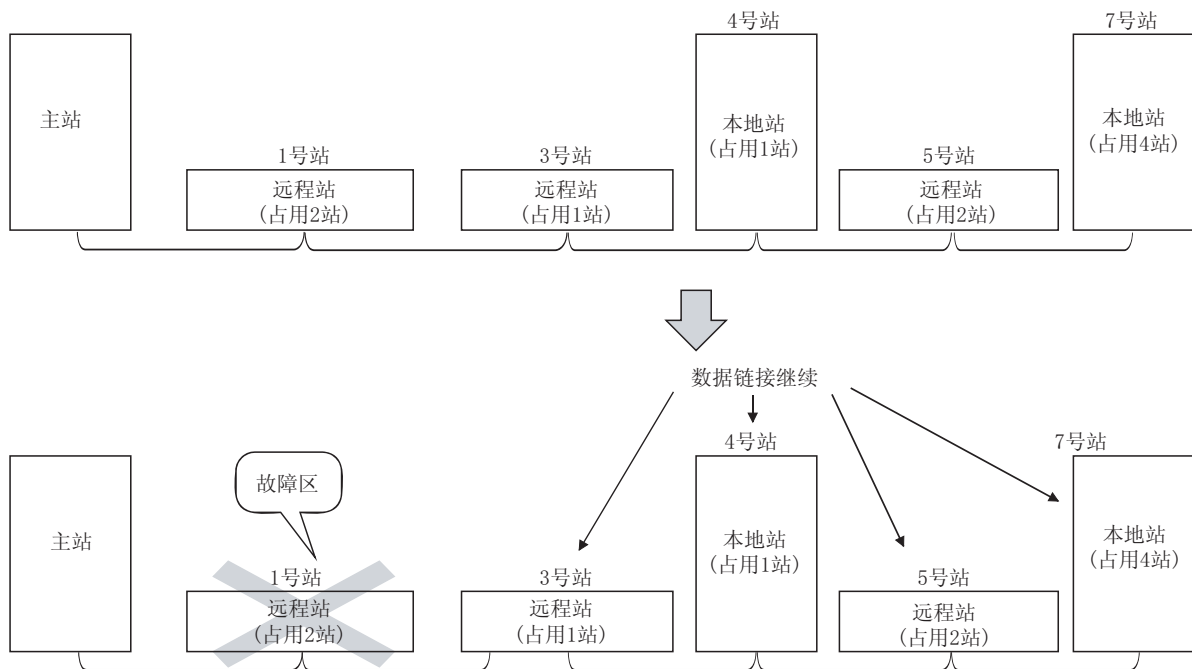 4号站
7号站
主站
本地站
(占用1站)
本地站
(占用4站)
1号站
3号站
5号站
远程站
(占用2站)
远程站
(占用1站)
远程站
(占用2站)
数据链接继续
4号站
7号站
故障区
主站
本地站
(占用1站)
本地站
(占用4站)
1号站
3号站
5号站
远程站
(占用2站)
远程站
(占用1站)
远程站
(占用2站)